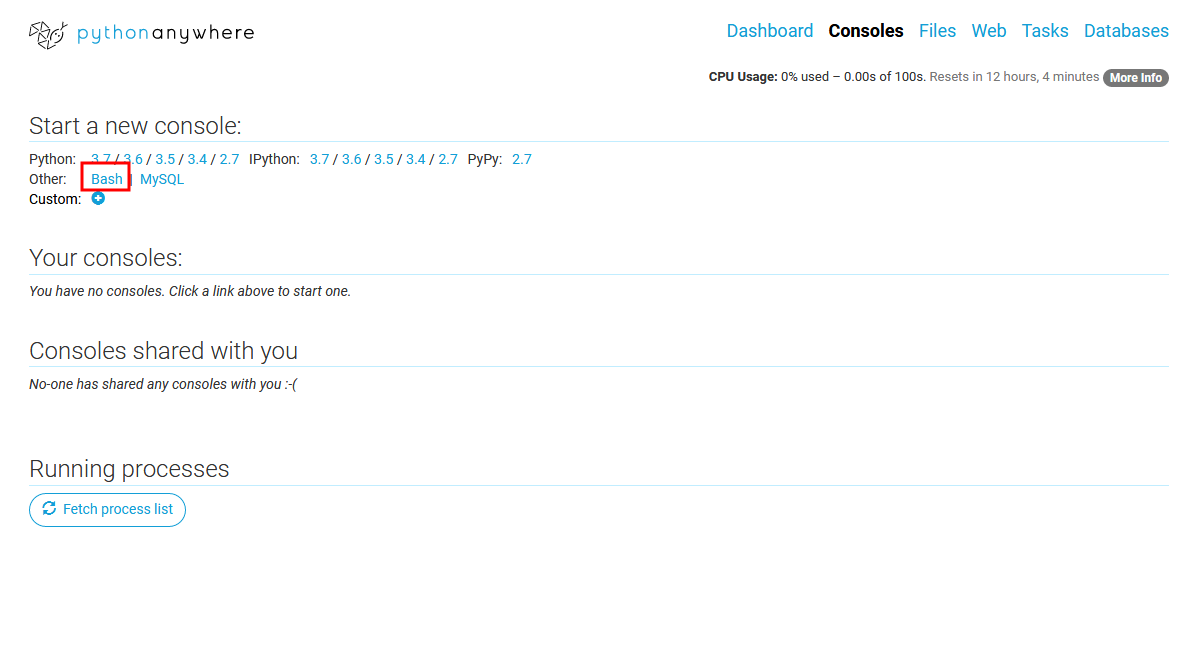 pythonanywhere
Dashboard Consoles Files Web Tasks Databases
CPU Usage: 0% used – 0.00s of 100s. Resets in 12 hours, 4 minutes More Info
Start a new console:
Python: 3.7 / 3.6 / 3.5 / 3.4 / 2.7 IPython: 3.7 / 3.6 / 3.5 / 3.4 / 2.7 PyPy: 2.7
Other: Bash | MySQL
Custom:
Your consoles:
You have no consoles. Click a link above to start one.
Consoles shared with you
No-one has shared any consoles with you :-(
Running processes
Fetch process list